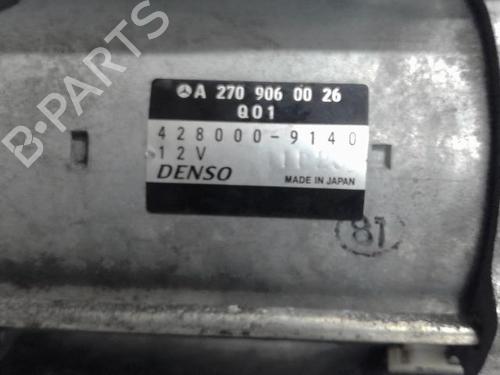 A 270 906 00 26
Q01
428000-9140
12V
DENSO
MADE IN JAPAN
81
B-PARTS